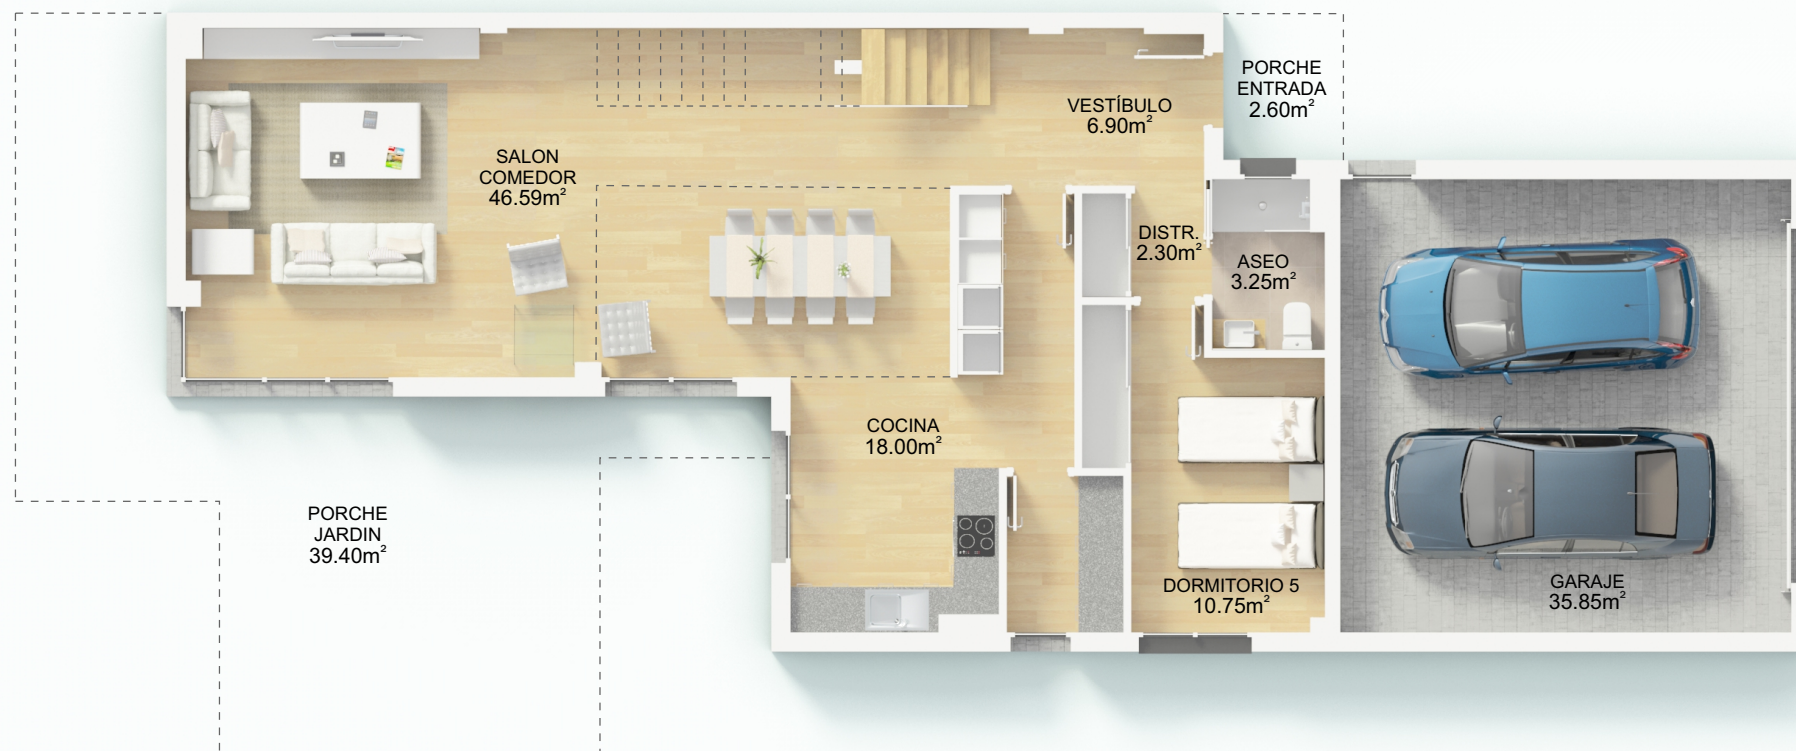 PORCHE
ENTRADA
2.60m²
VESTÍBULO
6.90m²
SALON
COMEDOR
46.59m²
DISTR.
2.30m²
ASEO
3.25m²
COCINA
18.00m²
PORCHE
JARDIN
39.40m²
DORMITORIO 5
10.75m²
GARAJE
35.85m²